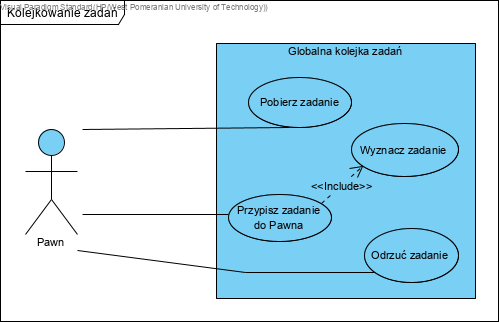 Visual Paradigm Standard(HP(West Pomeranian University of Technology))
Kolejkowanie zadań
Globalna kolejka zadań
Pobierz zadanie
Wyznacz zadanie
<<Include>>
Przypisz zadanie
do Pawna
Pawn
Odrzuć zadanie